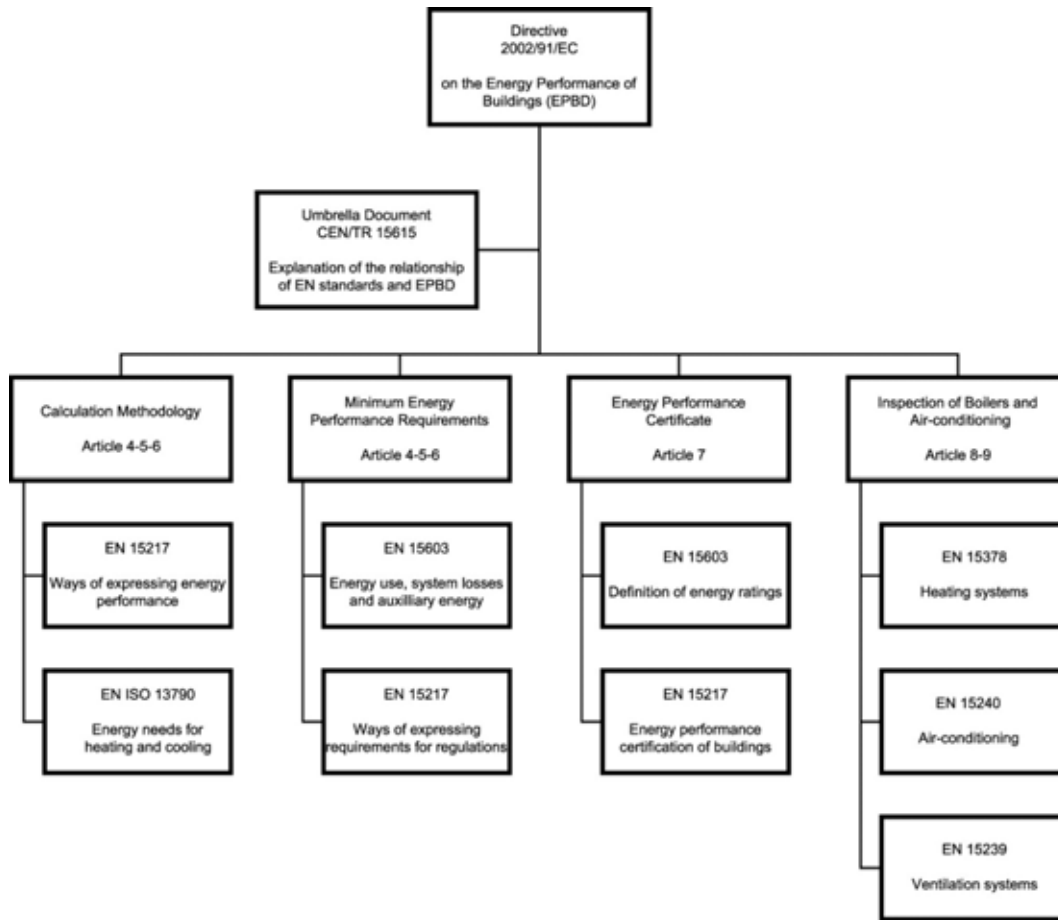 Directive
2002/91/EC
on the Energy Performance of
Buildings (EPBD)
Umbrella Document
CEN/TR 15615
Explanation of the relationship
of EN standards and EPBD
Calculation Methodology
Article 4-5-6
Minimum Energy
Performance Requirements
Article 4-5-6
Energy Performance
Certificate
Article 7
Inspection of Boilers and
Air-conditioning
Article 8-9
EN 15217
Ways of expressing energy
performance
EN ISO 13790
Energy needs for
heating and cooling
EN 15603
Energy use, system losses
and auxilliary energy
EN 15217
Ways of expressing
requirements for regulations
EN 15603
Definition of energy ratings
EN 15217
Energy performance
certification of buildings
EN 15378
Heating systems
EN 15240
Air-conditioning
EN 15239
Ventilation systems